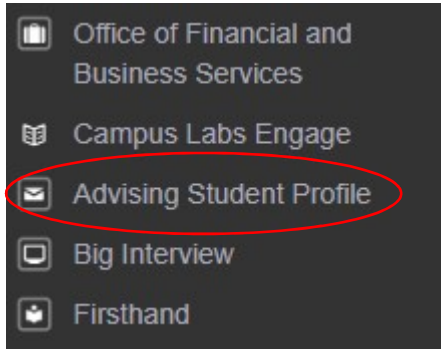 Office of Financial and
Business Services
Campus Labs Engage
Advising Student Profile
Big Interview
Firsthand